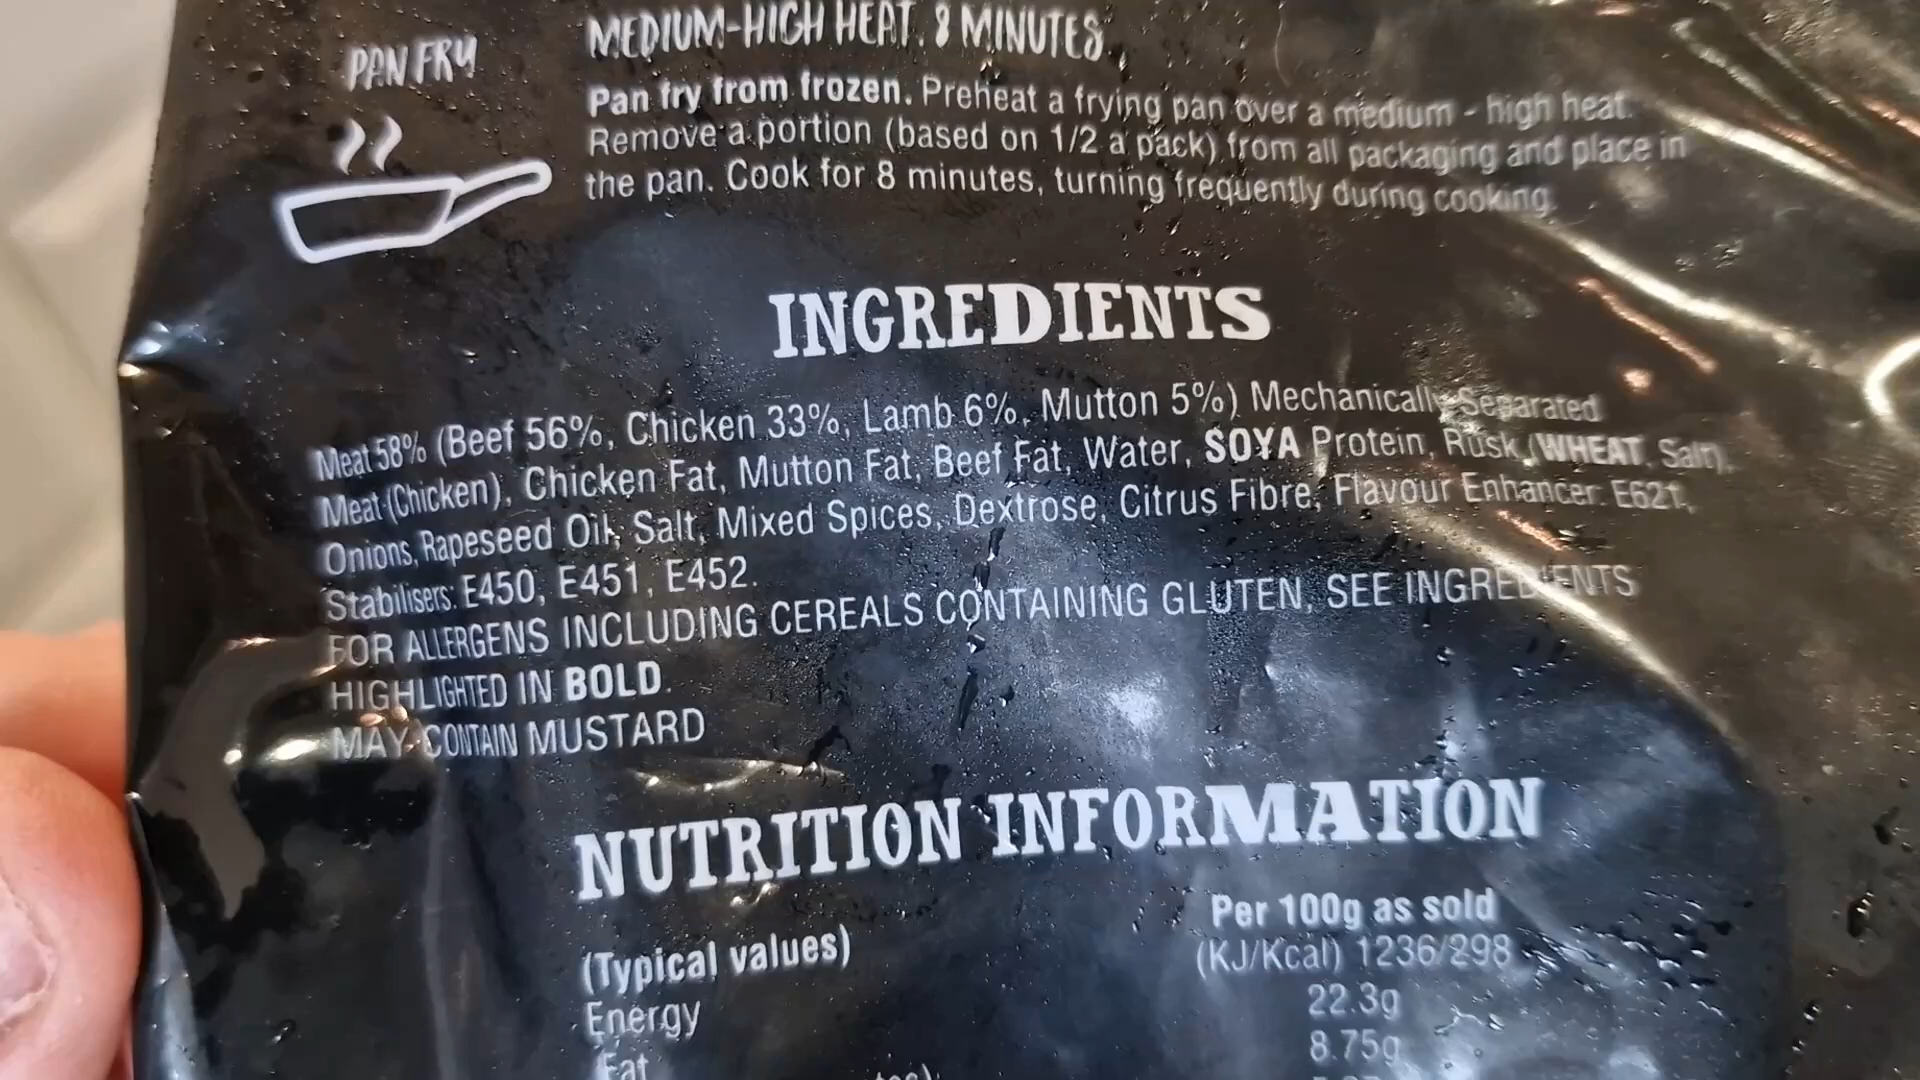 PAN FRY
MEDIUM-HIGH HEAT. 8 MINUTES
Pan fry from frozen. Preheat a frying pan over a medium - high heat.
Remove a portion (based on 1/2 a pack) from all packaging and place in
the pan. Cook for 8 minutes, turning frequently during cooking.
INGREDIENTS
Meat 58% (Beef 56%, Chicken 33%, Lamb 6%, Mutton 5%) Mechanically Separated
Meat (Chicken), Chicken Fat, Mutton Fat, Beef Fat, Water, SOYA Protein, Rusk (WHEAT, Salt),
Onions, Rapeseed Oil, Salt, Mixed Spices, Dextrose, Citrus Fibre, Flavour Enhancer: E621,
Stabilisers: E450, E451, E452.
FOR ALLERGENS INCLUDING CEREALS CONTAINING GLUTEN, SEE INGREDIENTS
HIGHLIGHTED IN BOLD.
MAY CONTAIN MUSTARD
NUTRITION INFORMATION
Per 100g as sold
(Typical values) (KJ/Kcal) 1236/298
Energy 22.3g
Fat 8.75g